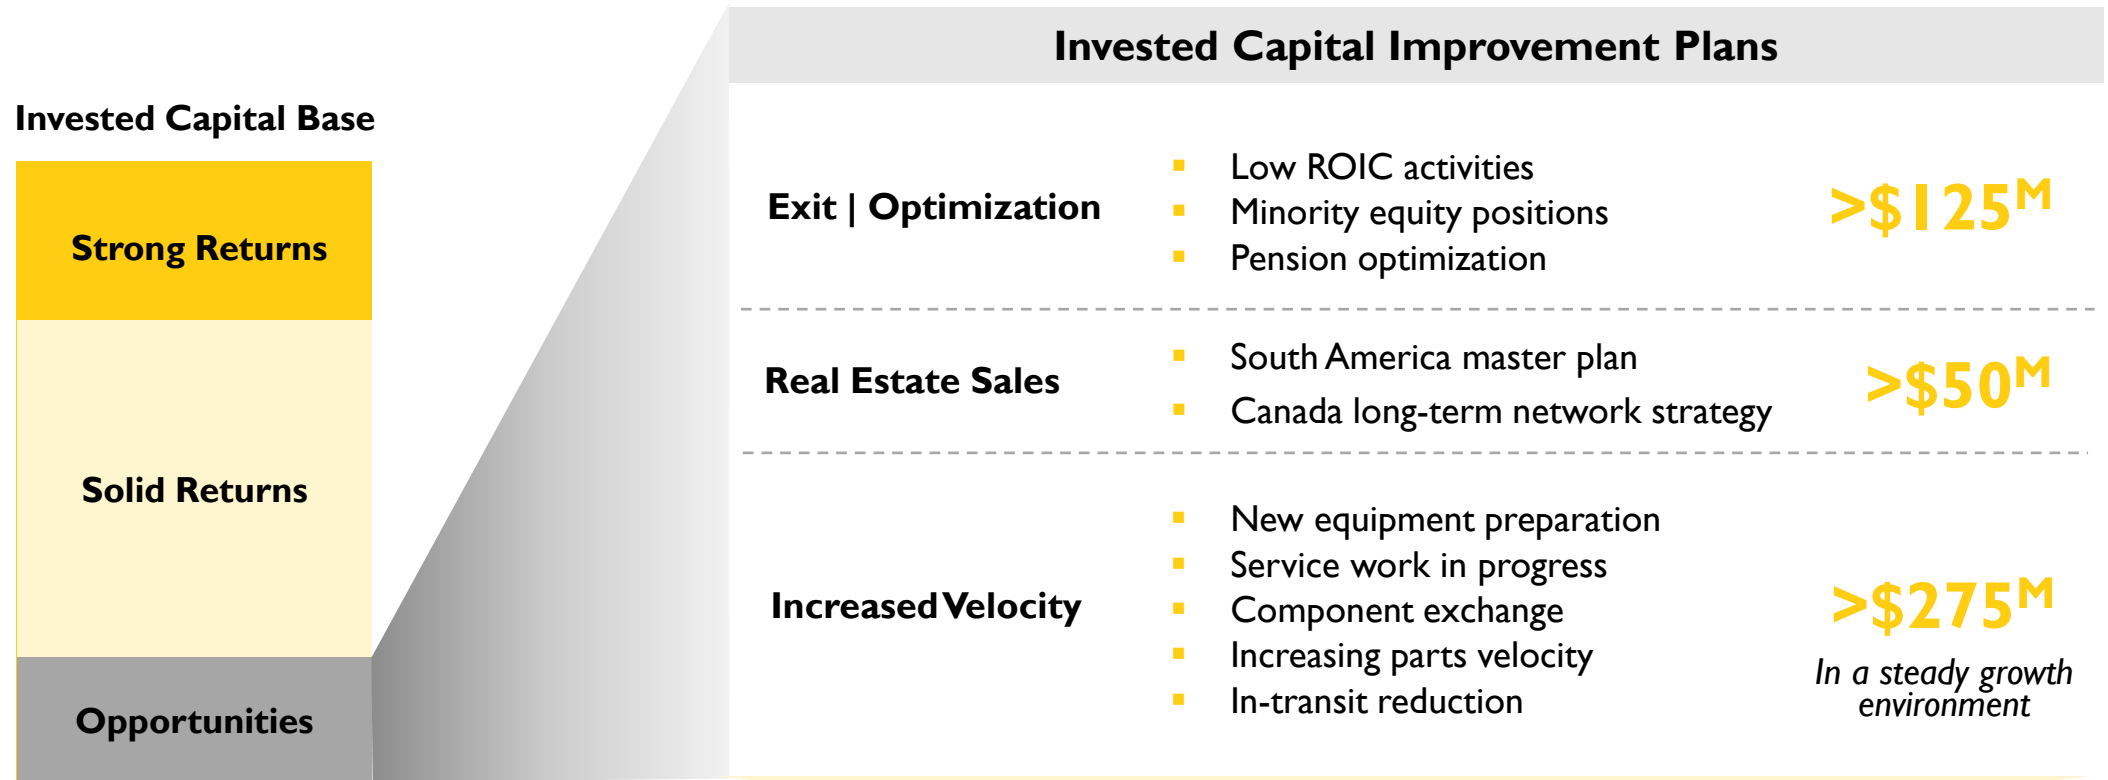 Invested Capital Improvement Plans
Invested Capital Base
Strong Returns
Solid Returns
Opportunities
Exit | Optimization
▪ Low ROIC activities
▪ Minority equity positions
▪ Pension optimization
>$125M
Real Estate Sales
▪ South America master plan
▪ Canada long-term network strategy
>$50M
Increased Velocity
▪ New equipment preparation
▪ Service work in progress
▪ Component exchange
▪ Increasing parts velocity
▪ In-transit reduction
>$275M
In a steady growth
environment